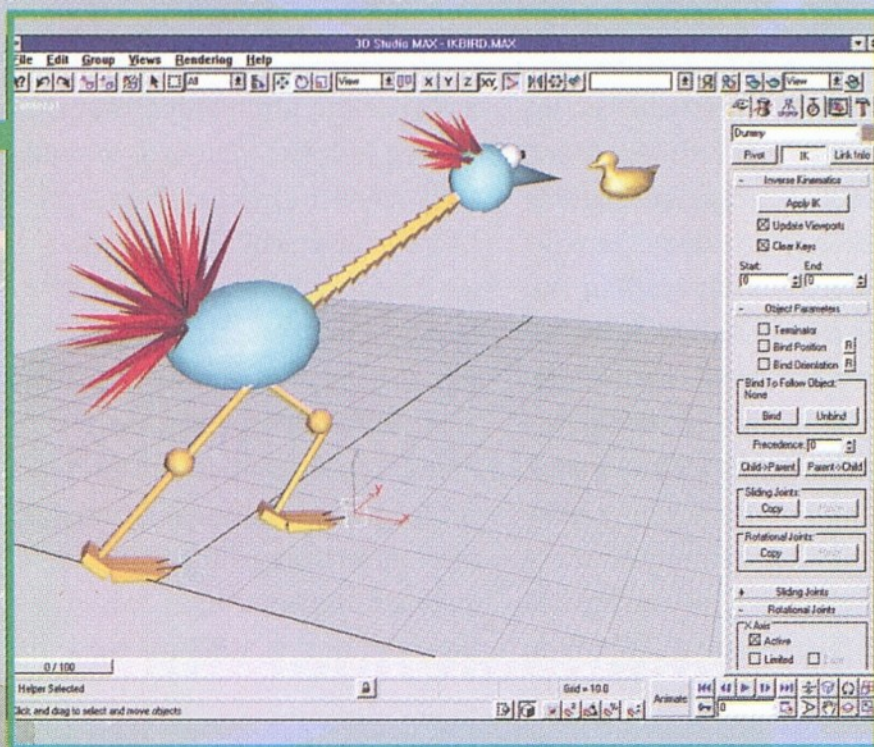 3D Studio MAX - IKBIRD.MAX
File Edit Group Views Rendering Help
All View X Y Z XY View
Dummy
Pivot IK Link Info
- Inverse Kinematics
Apply IK
Update Viewports
Clear Keys
Start: End:
0 0
- Object Parameters
Terminator
Bind Position R
Bind Orientation R
Bind To Follow Object:
None
Bind Unbind
Precedence: 0
Child->Parent Parent->Child
Sliding Joints:
Copy
Rotational Joints:
Copy
+ Sliding Joints
- Rotational Joints
X Axis
Active
Limited
y
x
0 / 100
Helper Selected Grid = 10.0
Animate
0
Click and drag to select and move objects